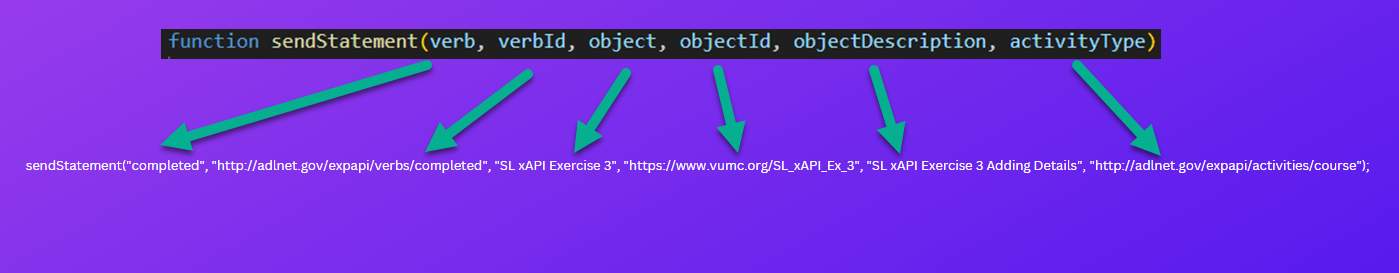 function sendStatement(verb, verbId, object, objectId, objectDescription, activityType)
sendStatement("completed", "http://adlnet.gov/expapi/verbs/completed", "SL xAPI Exercise 3", "https://www.vumc.org/SL_xAPI_Ex_3", "SL xAPI Exercise 3 Adding Details", "http://adlnet.gov/expapi/activities/course");